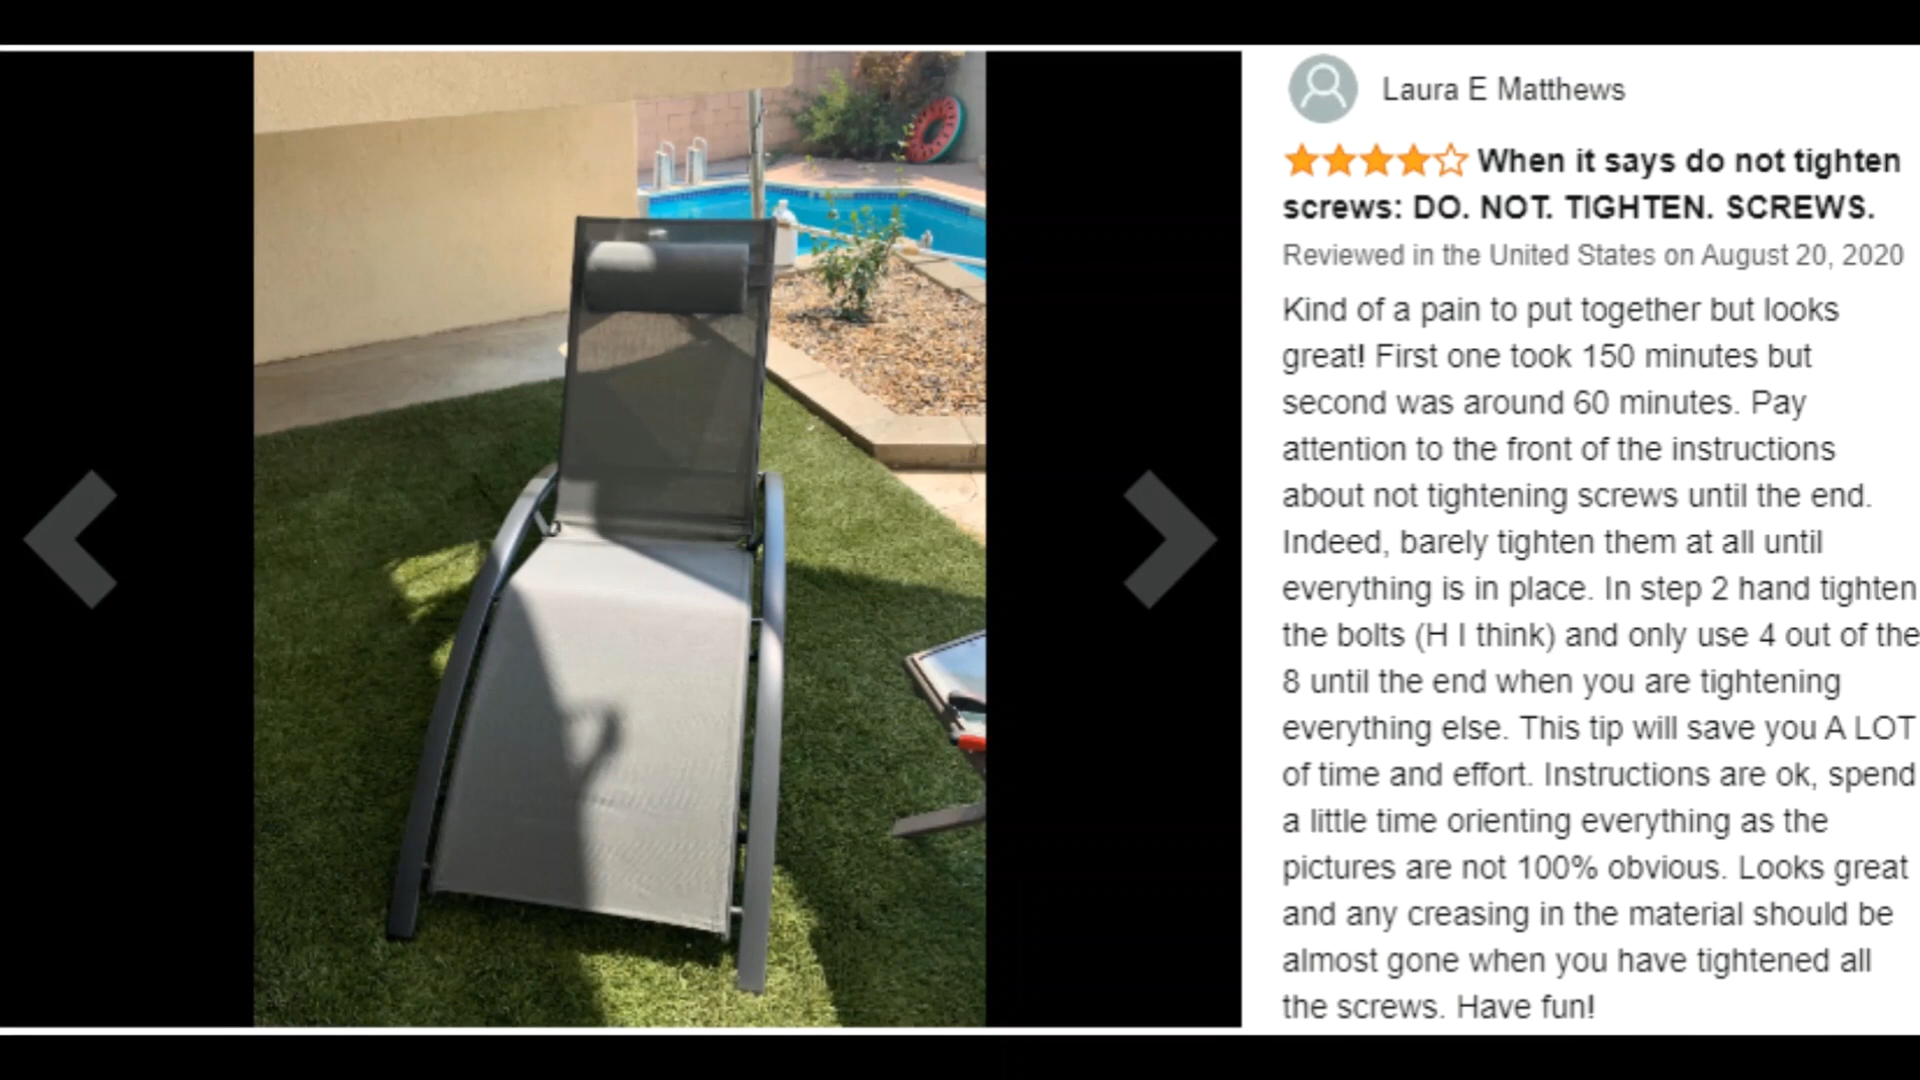 Laura E Matthews
When it says do not tighten
screws: DO. NOT. TIGHTEN. SCREWS.
Reviewed in the United States on August 20, 2020
Kind of a pain to put together but looks
great! First one took 150 minutes but
second was around 60 minutes. Pay
attention to the front of the instructions
about not tightening screws until the end.
Indeed, barely tighten them at all until
everything is in place. In step 2 hand tighten
the bolts (H I think) and only use 4 out of the
8 until the end when you are tightening
everything else. This tip will save you A LOT
of time and effort. Instructions are ok, spend
a little time orienting everything as the
pictures are not 100% obvious. Looks great
and any creasing in the material should be
almost gone when you have tightened all
the screws. Have fun!